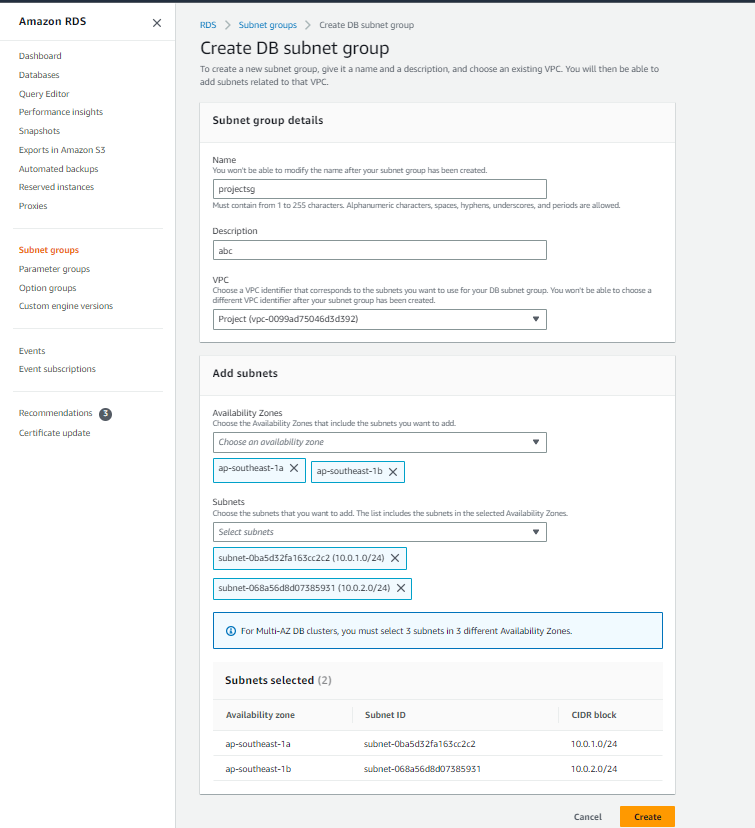 Amazon RDS
Dashboard
Databases
Query Editor
Performance insights
Snapshots
Exports in Amazon S3
Automated backups
Reserved instances
Proxies
Subnet groups
Parameter groups
Option groups
Custom engine versions
Events
Event subscriptions
Recommendations 3
Certificate update
RDS > Subnet groups > Create DB subnet group
Create DB subnet group
To create a new subnet group, give it a name and a description, and choose an existing VPC. You will then be able to
add subnets related to that VPC.
Subnet group details
Name
You won't be able to modify the name after your subnet group has been created.
projectsg
Must contain from 1 to 255 characters. Alphanumeric characters, spaces, hyphens, underscores, and periods are allowed.
Description
abc
VPC
Choose a VPC identifier that corresponds to the subnets you want to use for your DB subnet group. You won't be able to choose a
different VPC identifier after your subnet group has been created.
Project (vpc-0099ad75046d3d392)
Add subnets
Availability Zones
Choose the Availability Zones that include the subnets you want to add.
Choose an availability zone
ap-southeast-1a ap-southeast-1b
Subnets
Choose the subnets that you want to add. The list includes the subnets in the selected Availability Zones.
Select subnets
subnet-0ba5d32fa163cc2c2 (10.0.1.0/24)
subnet-068a56d8d07385931 (10.0.2.0/24)
For Multi-AZ DB clusters, you must select 3 subnets in 3 different Availability Zones.
Subnets selected (2)
Availability zone Subnet ID CIDR block
ap-southeast-1a subnet-0ba5d32fa163cc2c2 10.0.1.0/24
ap-southeast-1b subnet-068a56d8d07385931 10.0.2.0/24
Cancel Create